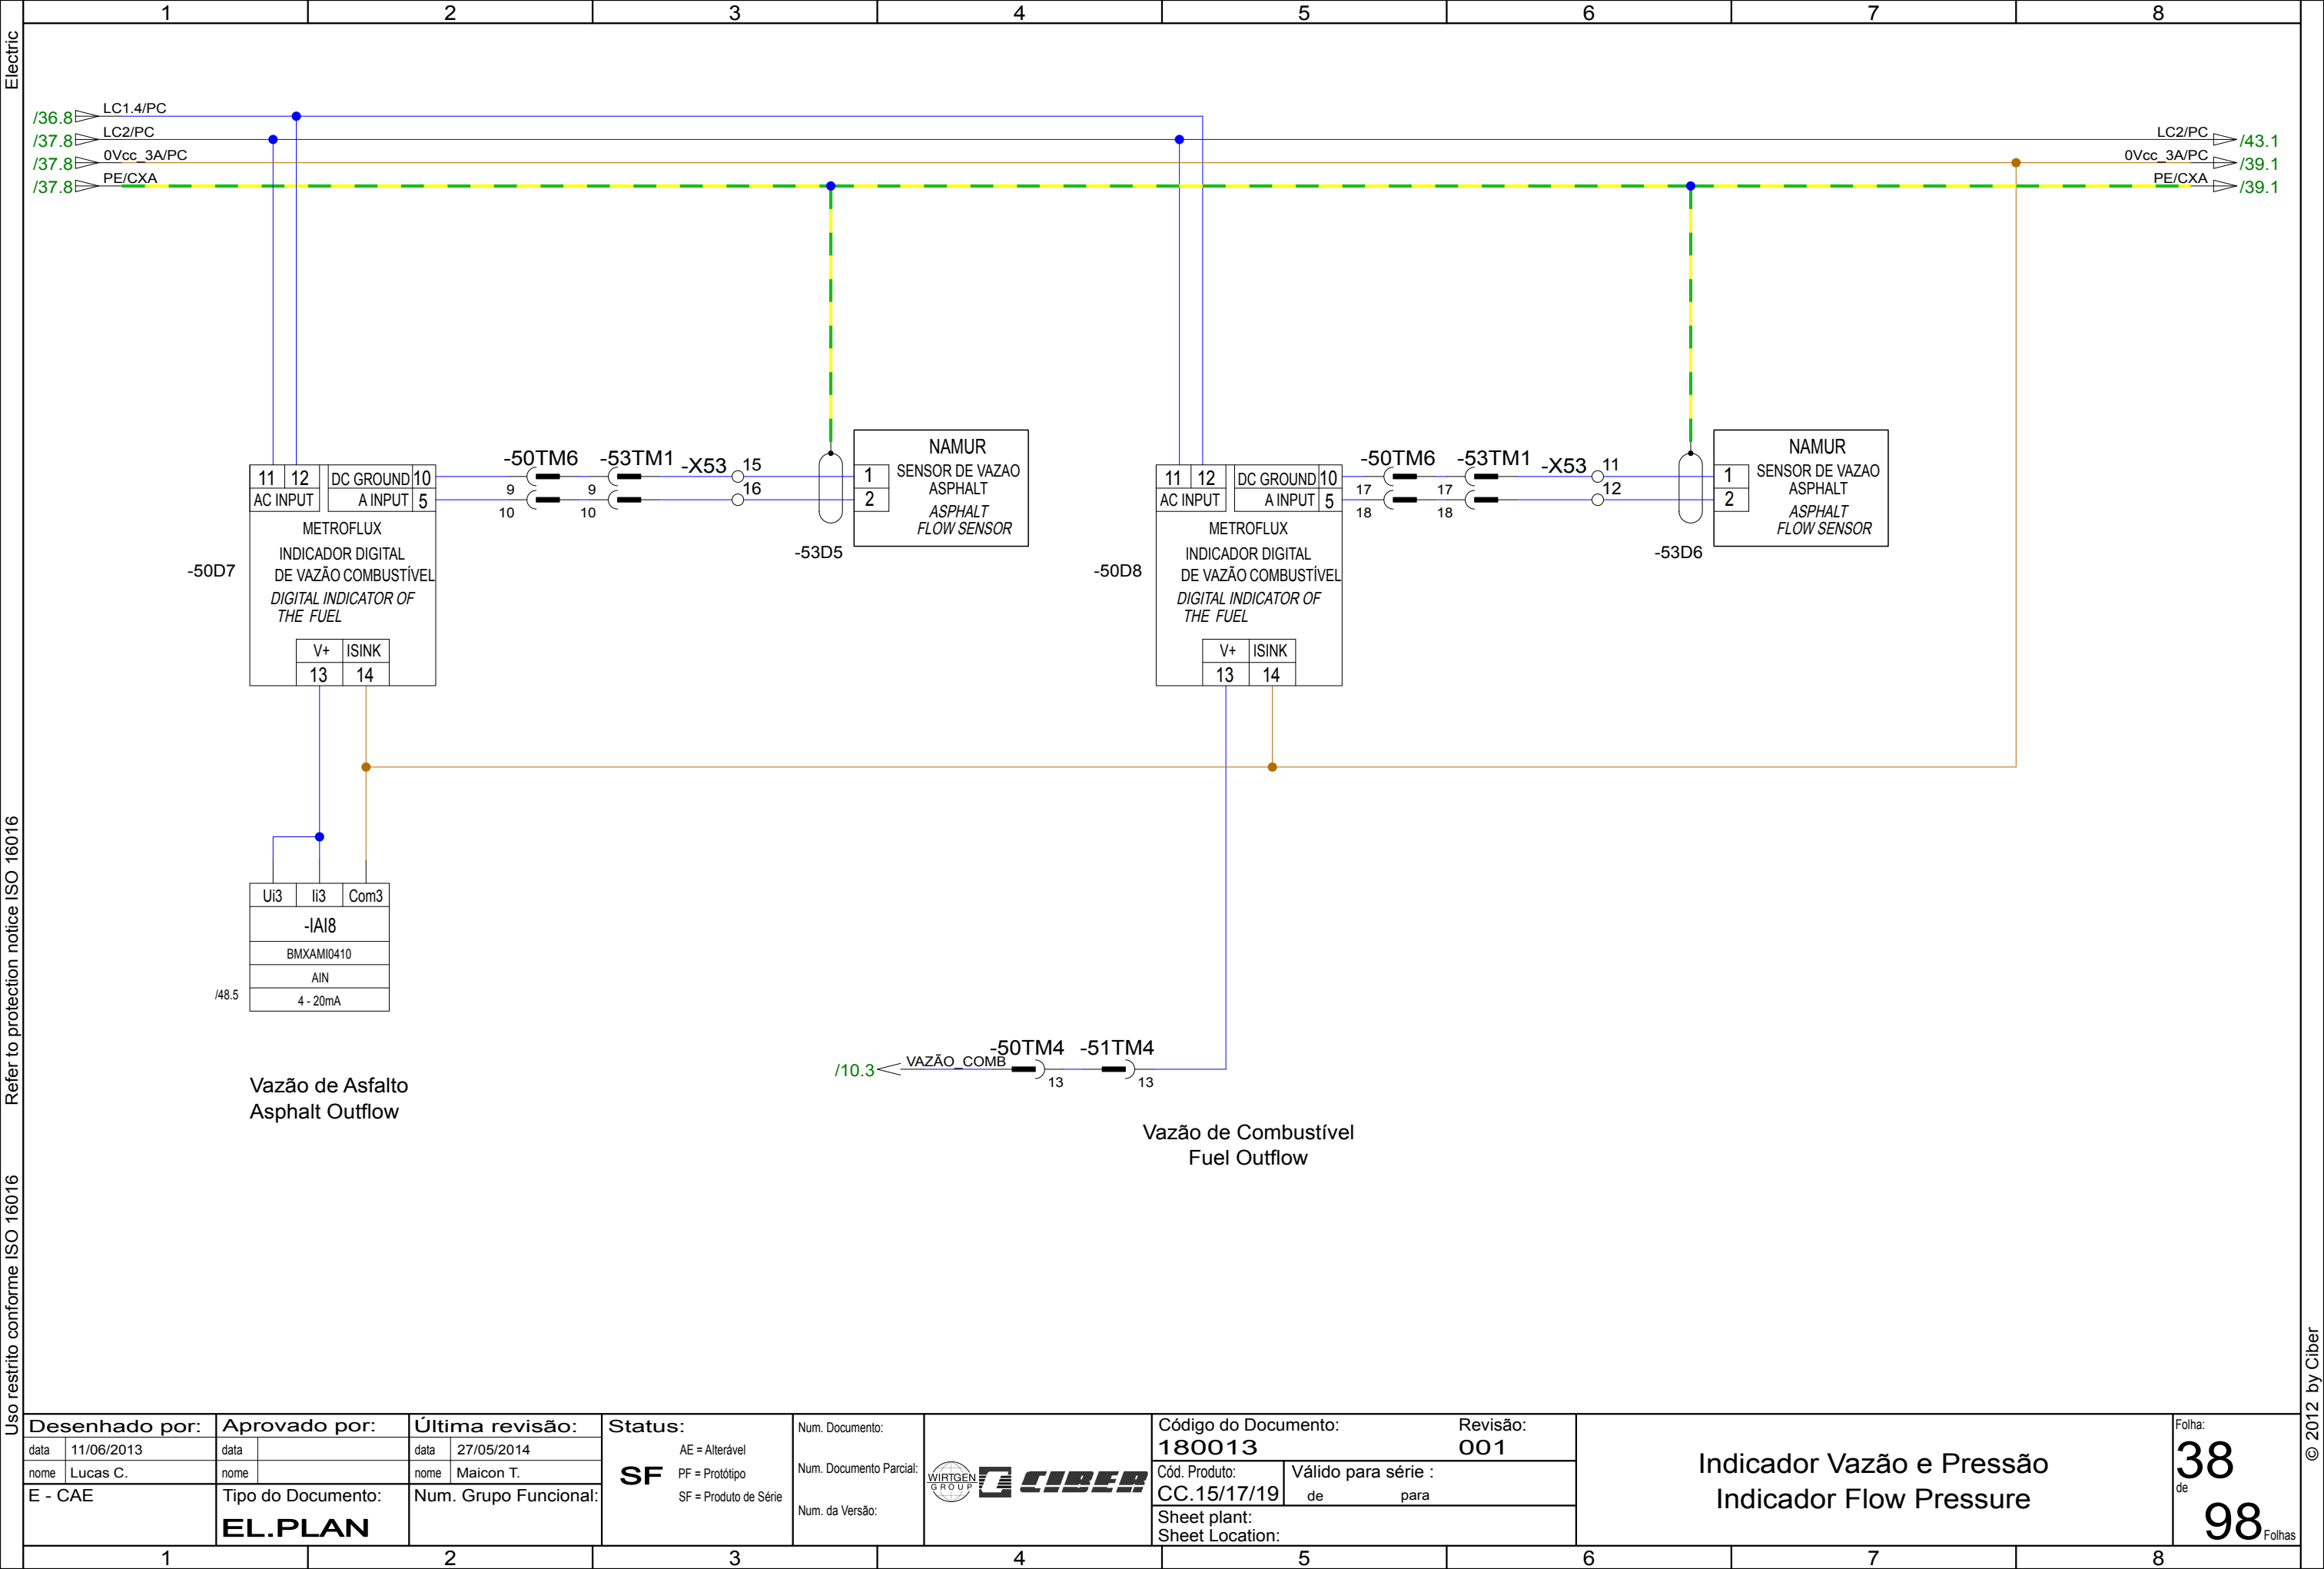 1 2 3 4 5 6 7 8
Electric
/36.8 LC1.4/PC
/37.8 LC2/PC
/37.8 0Vcc_3A/PC
/37.8 PE/CXA
LC2/PC /43.1
0Vcc_3A/PC /39.1
PE/CXA /39.1
-50D7
11 12
AC INPUT
DC GROUND 10
A INPUT 5
METROFLUX
INDICADOR DIGITAL
DE VAZÃO COMBUSTÍVEL
DIGITAL INDICATOR OF
THE FUEL
V+ ISINK
13 14
-50TM6 -53TM1 -X53 15
9 9 16
10 10
-53D5
1
2
NAMUR
SENSOR DE VAZAO
ASPHALT
ASPHALT
FLOW SENSOR
-50D8
11 12
AC INPUT
DC GROUND 10
A INPUT 5
METROFLUX
INDICADOR DIGITAL
DE VAZÃO COMBUSTÍVEL
DIGITAL INDICATOR OF
THE FUEL
V+ ISINK
13 14
-50TM6 -53TM1 -X53 11
17 17 12
18 18
-53D6
1
2
NAMUR
SENSOR DE VAZAO
ASPHALT
ASPHALT
FLOW SENSOR
Ui3 Ii3 Com3
-IAI8
BMXAMI0410
AIN
/48.5 4 - 20mA
Vazão de Asfalto
Asphalt Outflow
-50TM4 -51TM4
/10.3 VAZÃO_COMB 13 13
Vazão de Combustível
Fuel Outflow
Refer to protection notice ISO 16016
Uso restrito conforme ISO 16016
© 2012 by Ciber
Desenhado por:
data 11/06/2013
nome Lucas C.
E - CAE
Aprovado por:
data
nome
Tipo do Documento:
EL.PLAN
Última revisão:
data 27/05/2014
nome Maicon T.
Num. Grupo Funcional:
Status:
SF
AE = Alterável
PF = Protótipo
SF = Produto de Série
Num. Documento:
Num. Documento Parcial:
Num. da Versão:
WIRTGEN
GROUP
CIBER
Código do Documento: Revisão:
180013 001
Cód. Produto:
CC.15/17/19
Válido para série :
de para
Sheet plant:
Sheet Location:
Indicador Vazão e Pressão
Indicador Flow Pressure
Folha:
38
de
98 Folhas
1 2 3 4 5 6 7 8